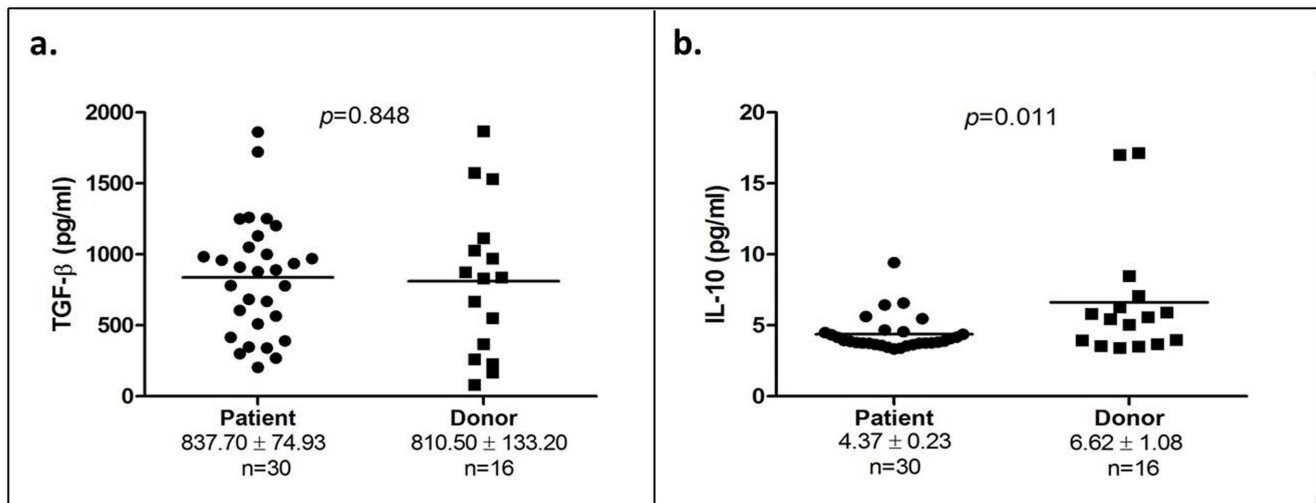 a.
p=0.848
TGF-β (pg/ml)
2000
1500
1000
500
0
Patient
837.70 ± 74.93
n=30
Donor
810.50 ± 133.20
n=16
b.
p=0.011
IL-10 (pg/ml)
20
15
10
5
0
Patient
4.37 ± 0.23
n=30
Donor
6.62 ± 1.08
n=16